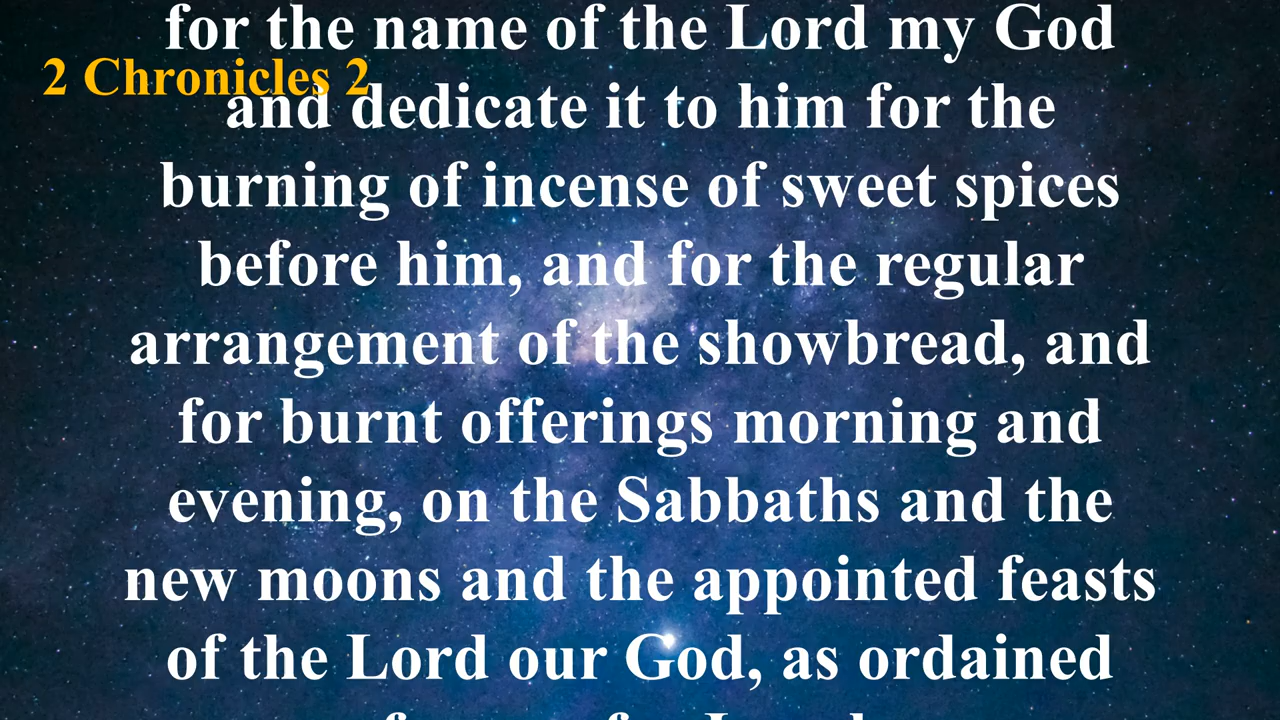 for the name of the Lord my God
2 Chronicles 2
and dedicate it to him for the
burning of incense of sweet spices
before him, and for the regular
arrangement of the showbread, and
for burnt offerings morning and
evening, on the Sabbaths and the
new moons and the appointed feasts
of the Lord our God, as ordained